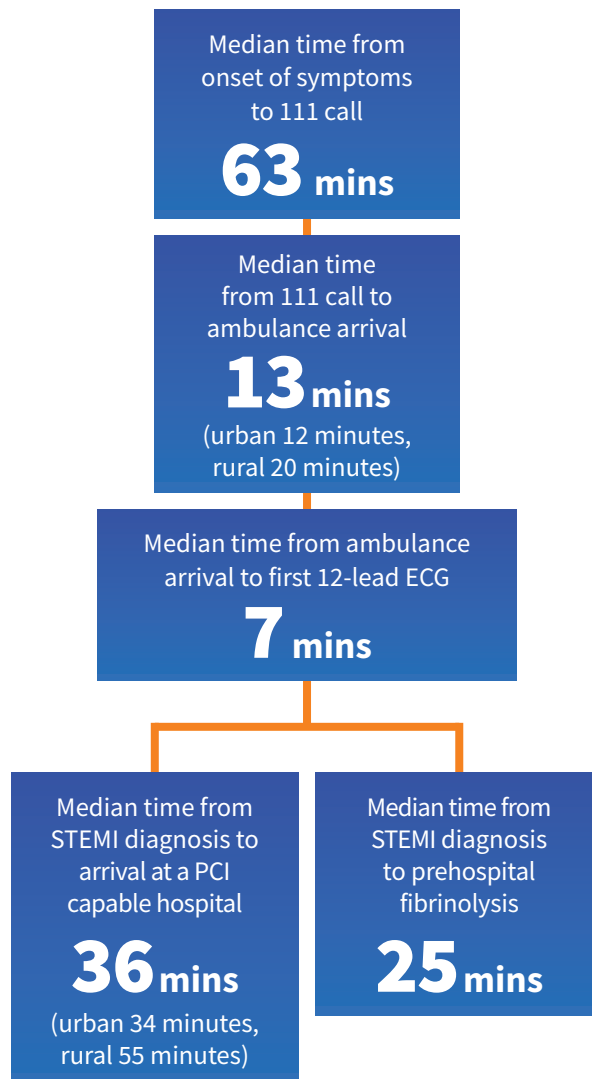 Median time from
onset of symptoms
to 111 call
63 mins
Median time
from 111 call to
ambulance arrival
13 mins
(urban 12 minutes,
rural 20 minutes)
Median time from ambulance
arrival to first 12-lead ECG
7 mins
Median time from
STEMI diagnosis to
arrival at a PCI
capable hospital
36 mins
(urban 34 minutes,
rural 55 minutes)
Median time from
STEMI diagnosis
to prehospital
fibrinolysis
25 mins